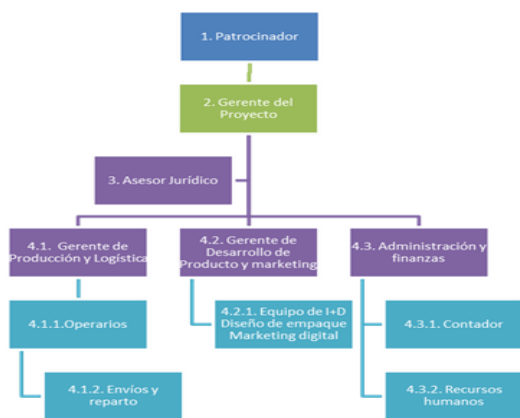 1. Patrocinador
2. Gerente del
Proyecto
3. Asesor Jurídico
4.1. Gerente de
Producción y Logística
4.2. Gerente de
Desarrollo de
Producto y marketing
4.3. Administración y
finanzas
4.1.1.Operarios
4.2.1. Equipo de I+D
Diseño de empaque
Marketing digital
4.3.1. Contador
4.1.2. Envíos y
reparto
4.3.2. Recursos
humanos